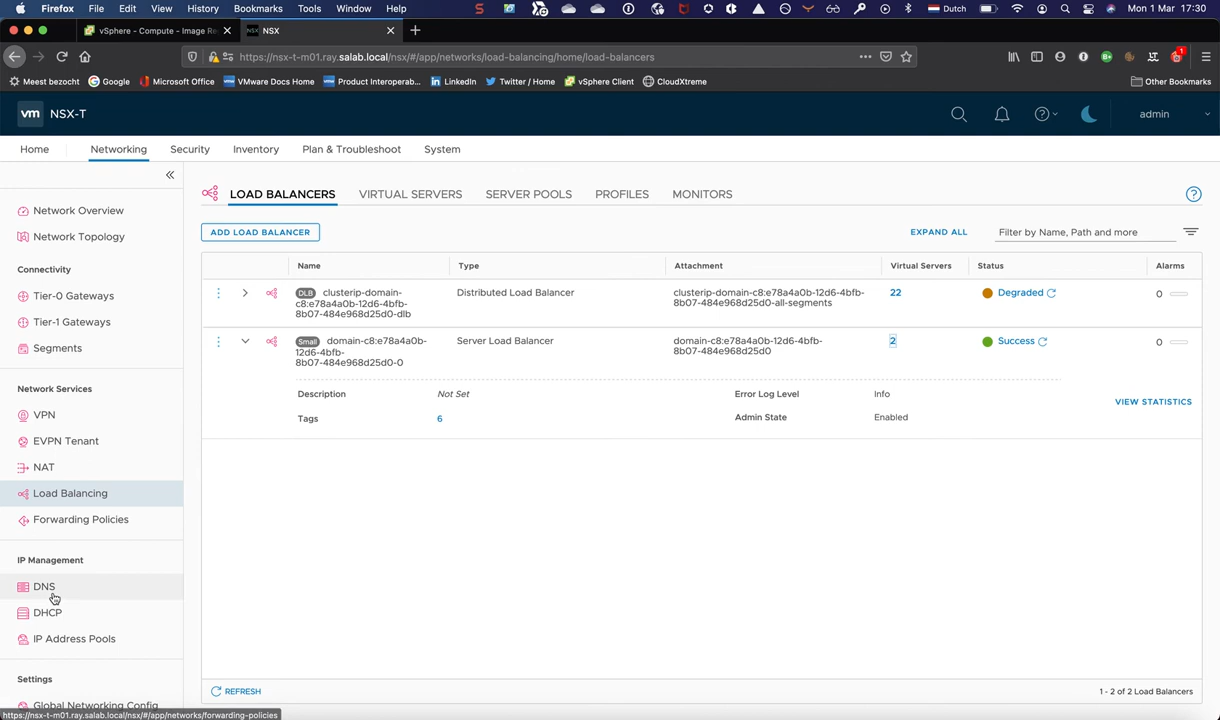 Firefox File Edit View History Bookmarks Tools Window Help Dutch Mon 1 Mar 17:30
vSphere - Compute - Image Re
NSX
https://nsx-t-m01.ray.salab.local/nsx/#/app/networks/load-balancing/home/load-balancers
Meest bezocht Google Microsoft Office VMware Docs Home Product Interoperab... LinkedIn Twitter / Home vSphere Client CloudXtreme Other Bookmarks
vm NSX-T admin
Home Networking Security Inventory Plan & Troubleshoot System
Network Overview
Network Topology
Connectivity
Tier-0 Gateways
Tier-1 Gateways
Segments
Network Services
VPN
EVPN Tenant
NAT
Load Balancing
Forwarding Policies
IP Management
DNS
DHCP
IP Address Pools
Settings
Global Networking Config
https://nsx-t-m01.ray.salab.local/nsx/#/app/networks/forwarding-policies
LOAD BALANCERS VIRTUAL SERVERS SERVER POOLS PROFILES MONITORS
ADD LOAD BALANCER EXPAND ALL Filter by Name, Path and more
Name Type Attachment Virtual Servers Status Alarms
DLB clusterip-domain- Distributed Load Balancer clusterip-domain-c8:e78a4a0b-12d6-4bfb- 22 Degraded 0
c8:e78a4a0b-12d6-4bfb- 8b07-484e968d25d0-all-segments
8b07-484e968d25d0-dlb
Small domain-c8:e78a4a0b- Server Load Balancer domain-c8:e78a4a0b-12d6-4bfb- 2 Success 0
12d6-4bfb- 8b07-484e968d25d0
8b07-484e968d25d0-0
Description Not Set Error Log Level Info
VIEW STATISTICS
Tags 6 Admin State Enabled
REFRESH 1 - 2 of 2 Load Balancers